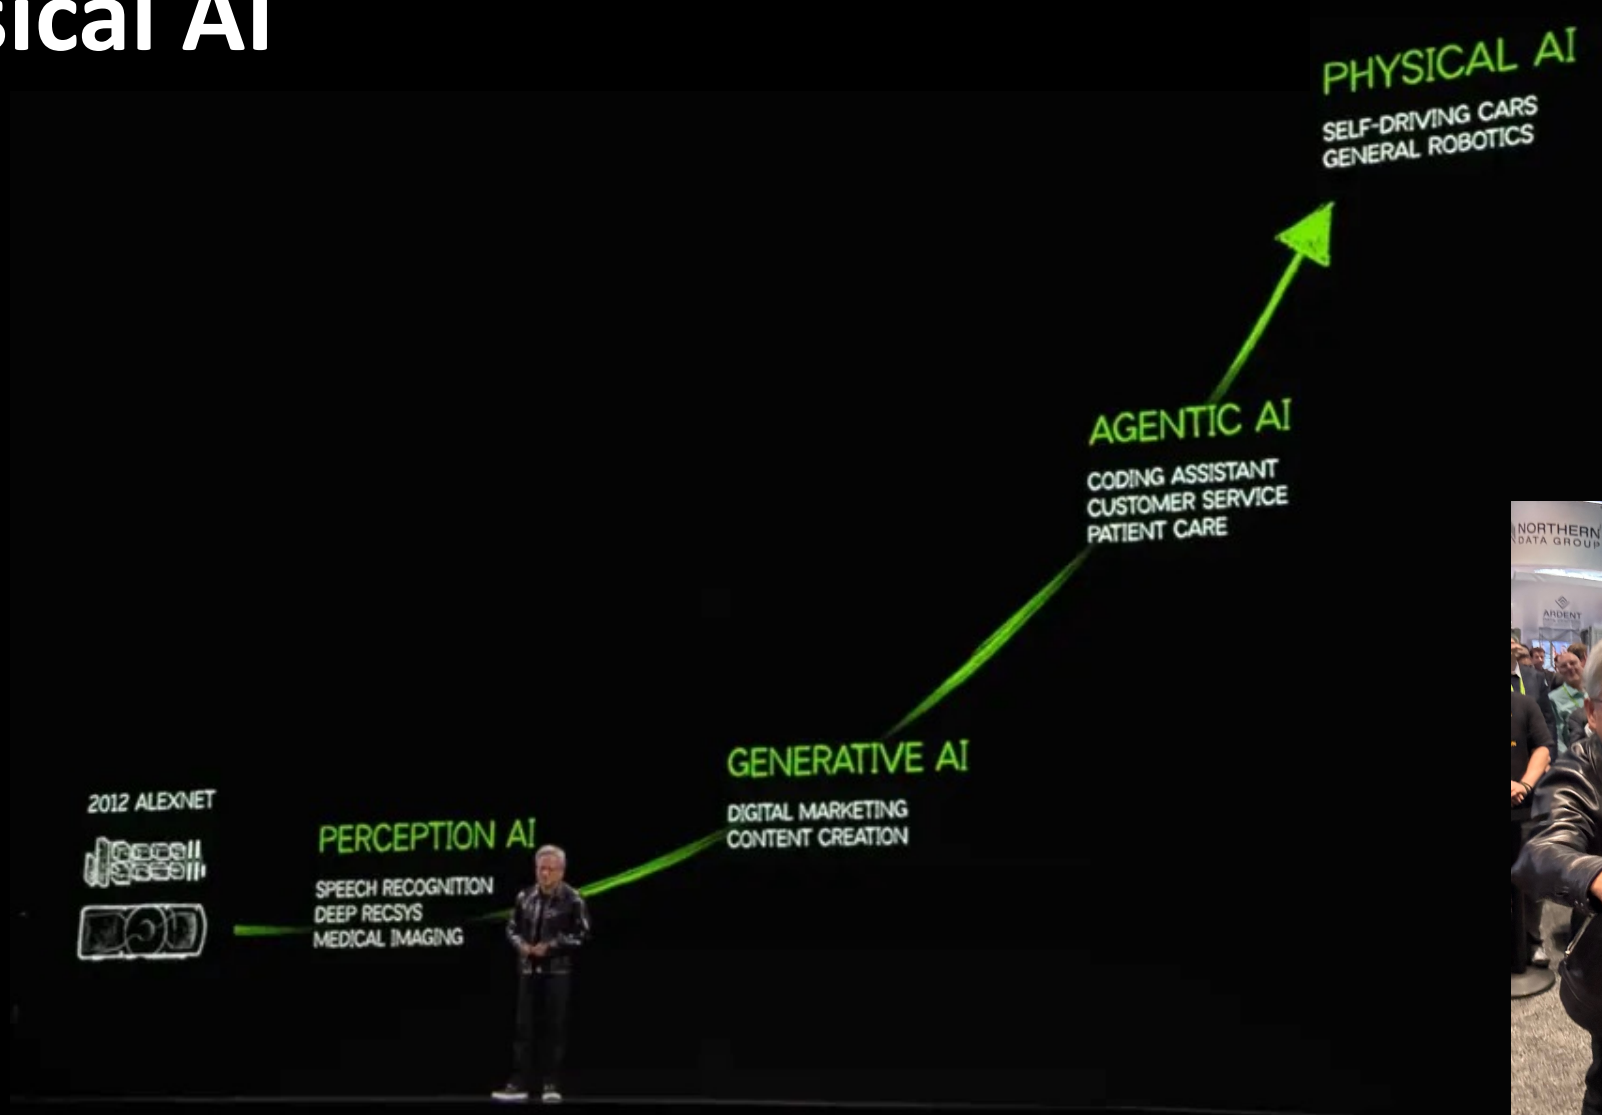 sical AI
PHYSICAL AI
SELF-DRIVING CARS
GENERAL ROBOTICS
AGENTIC AI
CODING ASSISTANT
CUSTOMER SERVICE
PATIENT CARE
GENERATIVE AI
DIGITAL MARKETING
CONTENT CREATION
2012 ALEXNET
PERCEPTION AI
SPEECH RECOGNITION
DEEP RECSYS
MEDICAL IMAGING
NORTHERN
DATA GROUP
ARDENT